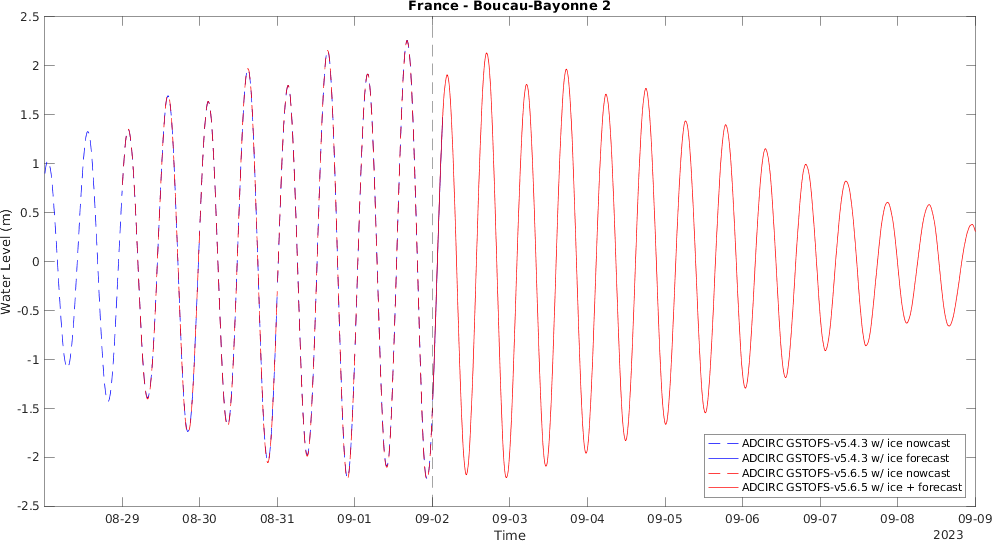 France - Boucau-Bayonne 2
2.5
2
1.5
1
0.5
0
-0.5
-1
-1.5
-2
-2.5
Water Level (m)
ADCIRC GSTOFS-v5.4.3 w/ ice nowcast
ADCIRC GSTOFS-v5.4.3 w/ ice forecast
ADCIRC GSTOFS-v5.6.5 w/ ice nowcast
ADCIRC GSTOFS-v5.6.5 w/ ice + forecast
08-29 08-30 08-31 09-01 09-02 09-03 09-04 09-05 09-06 09-07 09-08 09-09
Time
2023